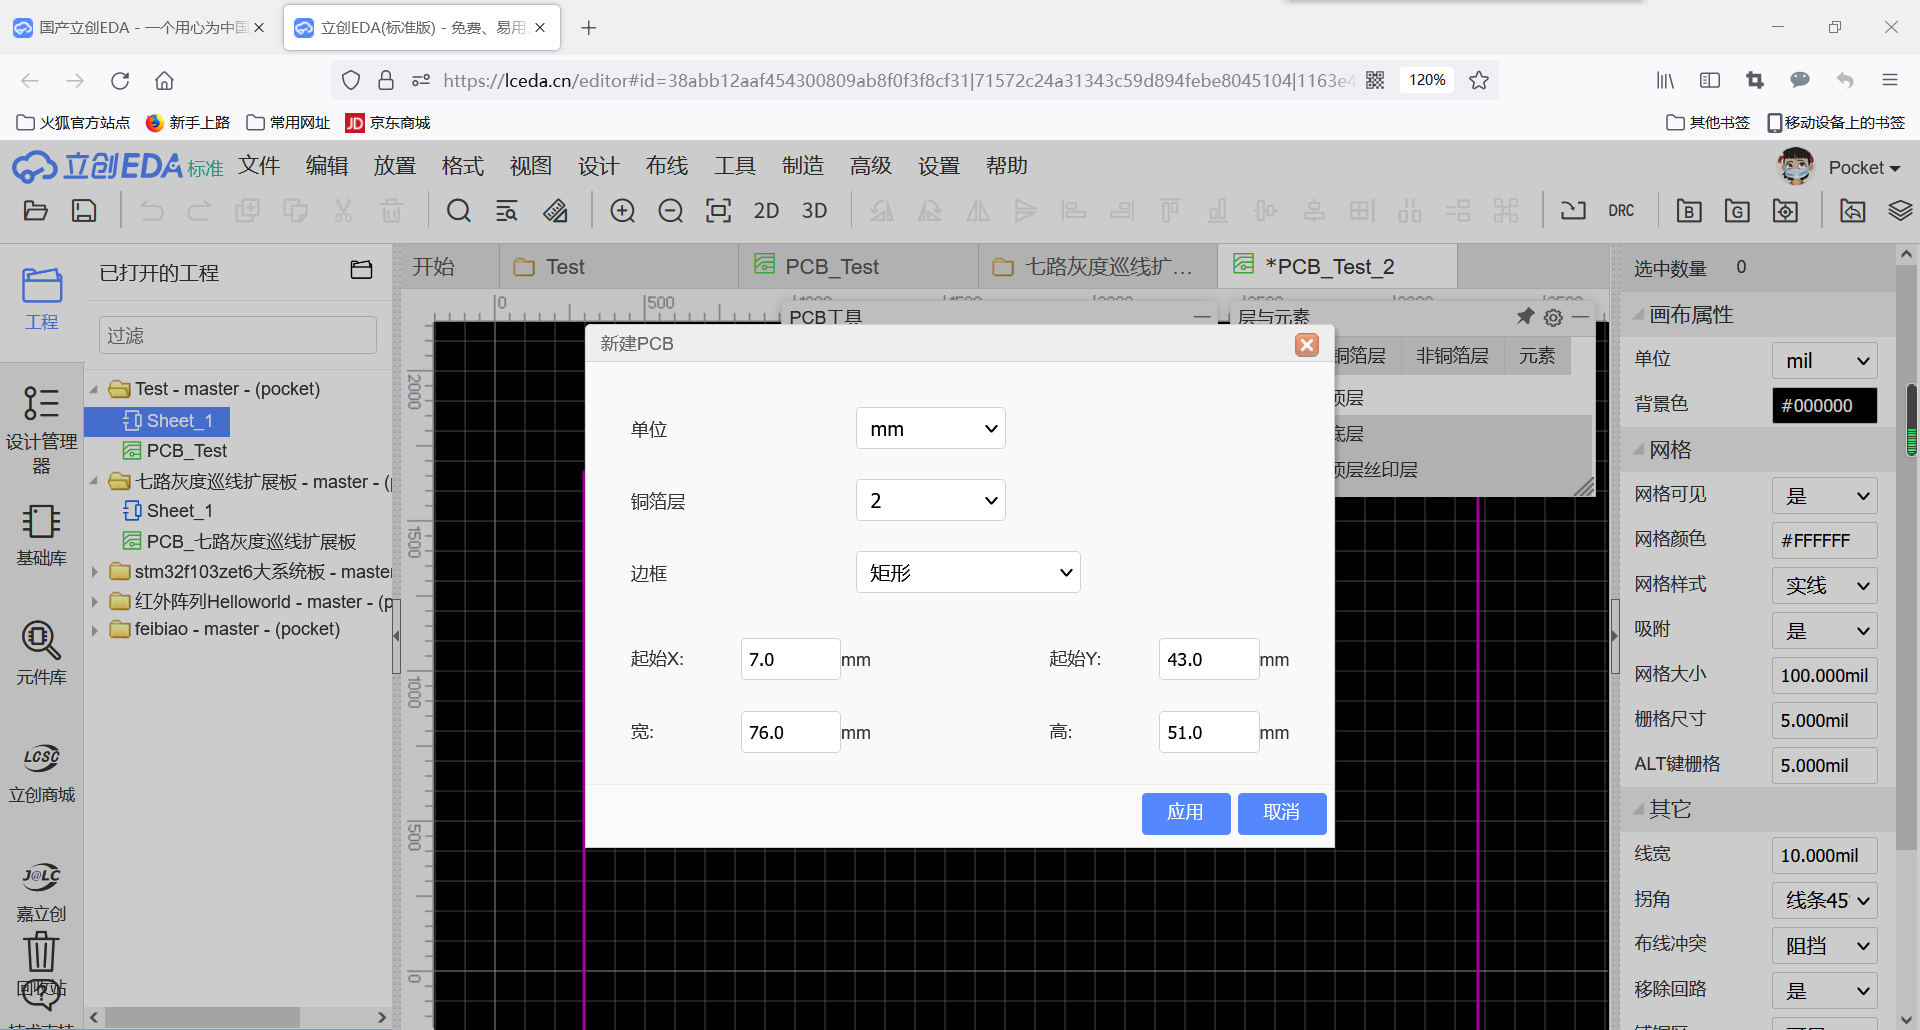 国产立创EDA - 一个用心为中国
立创EDA(标准版) - 免费、易用
https://lceda.cn/editor#id=38abb12aaf454300809ab8f0f3f8cf31|71572c24a31343c59d894febe8045104|1163e4
120%
火狐官方站点
新手上路
常用网址
JD 京东商城
其他书签
移动设备上的书签
立创EDA 标准
文件 编辑 放置 格式 视图 设计 布线 工具 制造 高级 设置 帮助
Pocket
2D 3D
DRC
B G
工程
设计管理器
基础库
元件库
LCSC
立创商城
J@LC
嘉立创
回收站
已打开的工程
过滤
Test - master - (pocket)
Sheet_1
PCB_Test
七路灰度巡线扩展板 - master - (
Sheet_1
PCB_七路灰度巡线扩展板
stm32f103zet6大系统板 - maste
红外阵列Helloworld - master - (p
feibiao - master - (pocket)
开始
Test
PCB_Test
七路灰度巡线扩...
*PCB_Test_2
0 500
2000
1500
1000
500
0
PCB工具
层与元素
铜箔层 非铜箔层 元素
顶层
底层
顶层丝印层
新建PCB
单位 mm
铜箔层 2
边框 矩形
起始X: 7.0 mm
起始Y: 43.0 mm
宽: 76.0 mm
高: 51.0 mm
应用 取消
选中数量 0
画布属性
单位 mil
背景色 #000000
网格
网格可见 是
网格颜色 #FFFFFF
网格样式 实线
吸附 是
网格大小 100.000mil
栅格尺寸 5.000mil
ALT键栅格 5.000mil
其它
线宽 10.000mil
拐角 线条45°
布线冲突 阻挡
移除回路 是